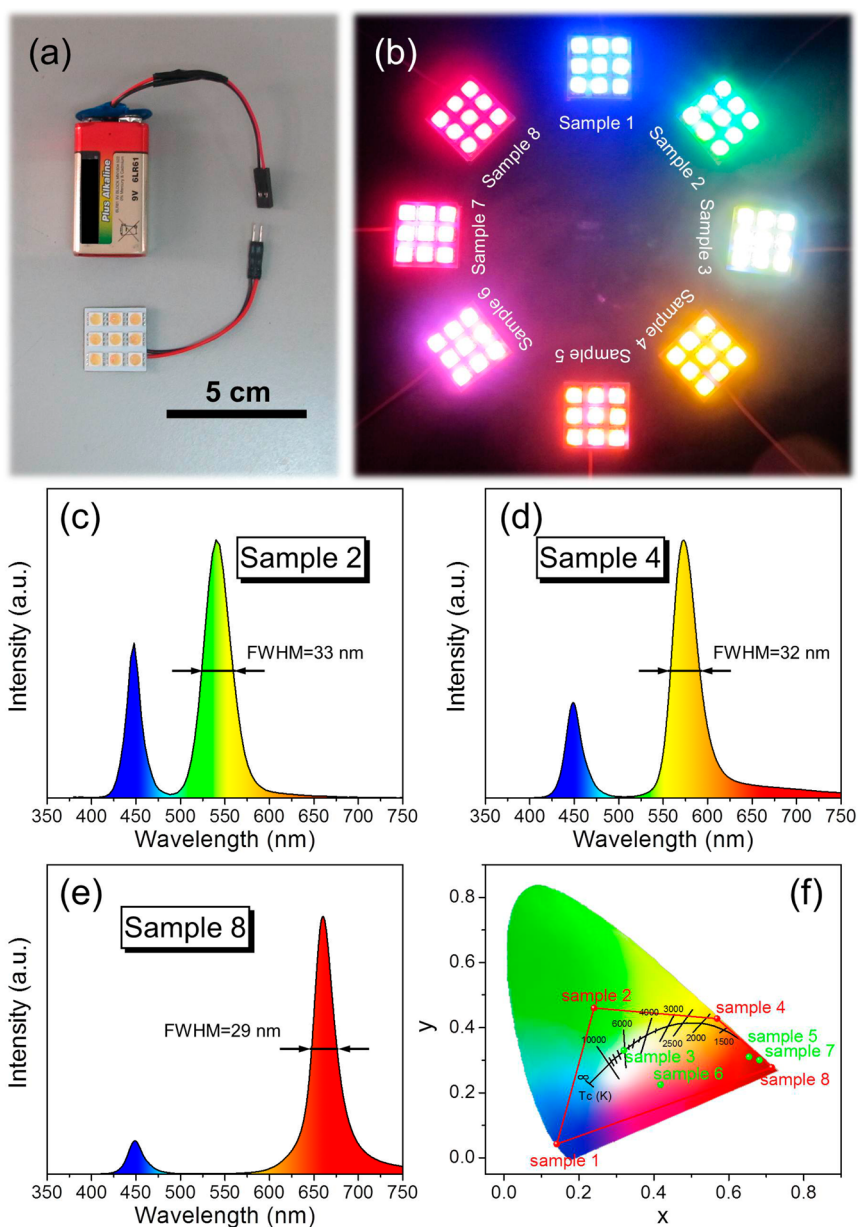 (a)
Plus Alkaline
9V 6LR61
5 cm
(b)
Sample 1
Sample 2
Sample 3
Sample 4
Sample 5
Sample 6
Sample 7
Sample 8
(c)
Sample 2
FWHM=33 nm
Intensity (a.u.)
350 400 450 500 550 600 650 700 750
Wavelength (nm)
(d)
Sample 4
FWHM=32 nm
Intensity (a.u.)
350 400 450 500 550 600 650 700 750
Wavelength (nm)
(e)
Sample 8
FWHM=29 nm
Intensity (a.u.)
350 400 450 500 550 600 650 700 750
Wavelength (nm)
(f)
y
0.8
0.6
0.4
0.2
0.0
sample 2
sample 4
3000
4000
6000
10000
2500
2000
1500
sample 5
sample 7
sample 3
sample 6
sample 8
∞
Tc (K)
sample 1
0.0 0.2 0.4 0.6 0.8
x